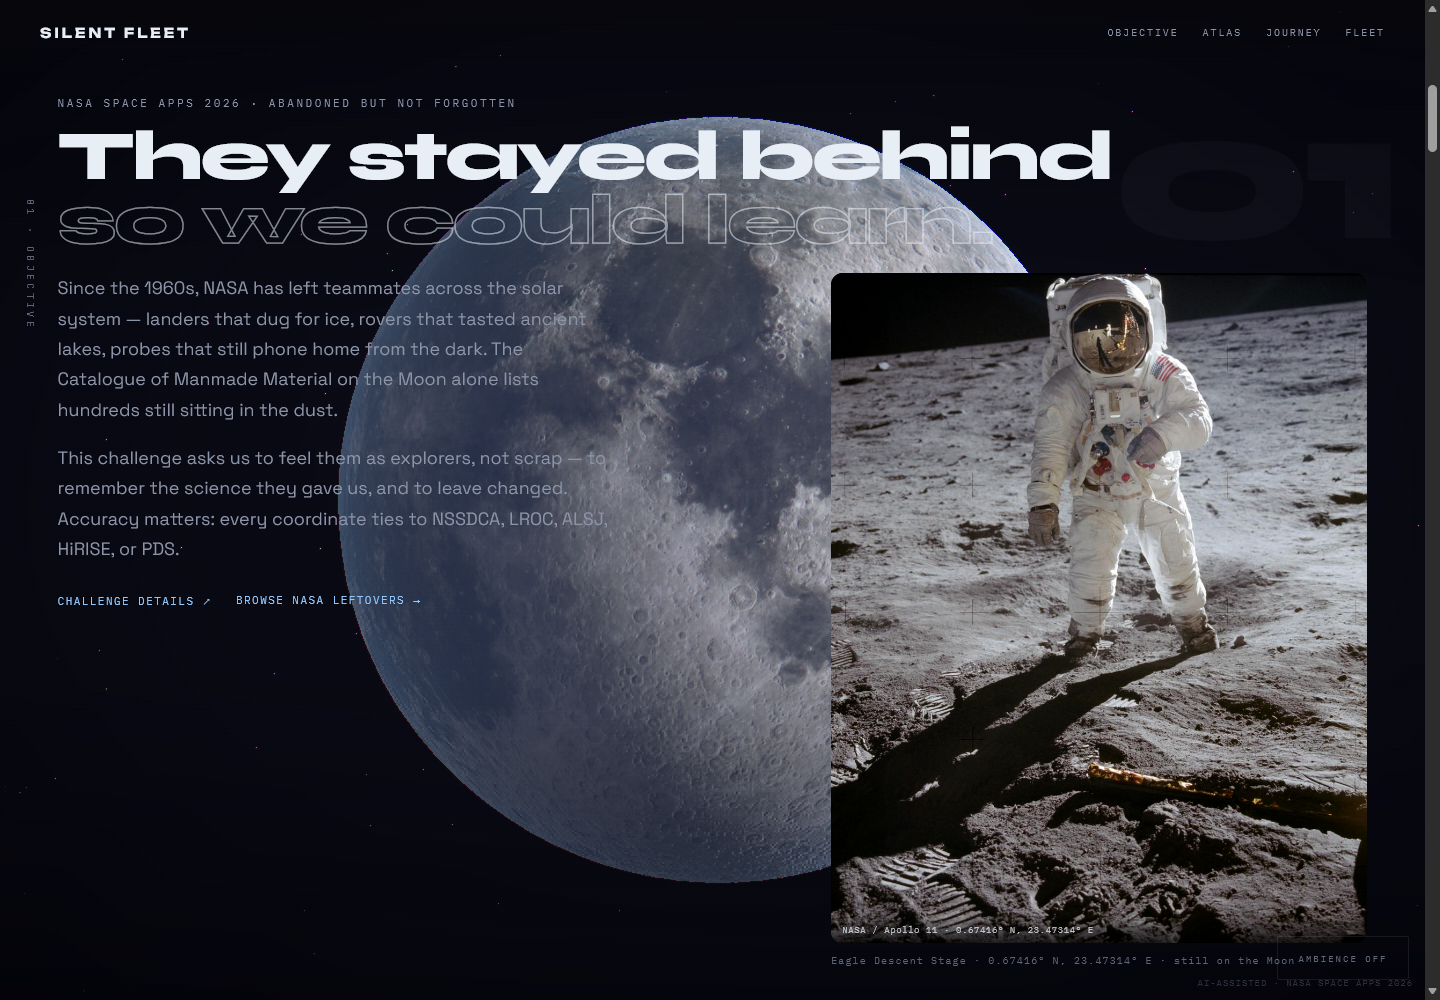 SILENT FLEET
OBJECTIVE ATLAS JOURNEY FLEET
NASA SPACE APPS 2026 · ABANDONED BUT NOT FORGOTTEN
They stayed behind
so we could learn.
01
01 · OBJECTIVE
Since the 1960s, NASA has left teammates across the solar
system — landers that dug for ice, rovers that tasted ancient
lakes, probes that still phone home from the dark. The
Catalogue of Manmade Material on the Moon alone lists
hundreds still sitting in the dust.
This challenge asks us to feel them as explorers, not scrap — to
remember the science they gave us, and to leave changed.
Accuracy matters: every coordinate ties to NSSDCA, LROC, ALSJ,
HiRISE, or PDS.
CHALLENGE DETAILS ↗ BROWSE NASA LEFTOVERS →
NASA / Apollo 11 · 0.67416° N, 23.47314° E
Eagle Descent Stage · 0.67416° N, 23.47314° E · still on the Moon
AMBIENCE OFF
AI-ASSISTED · NASA SPACE APPS 2026